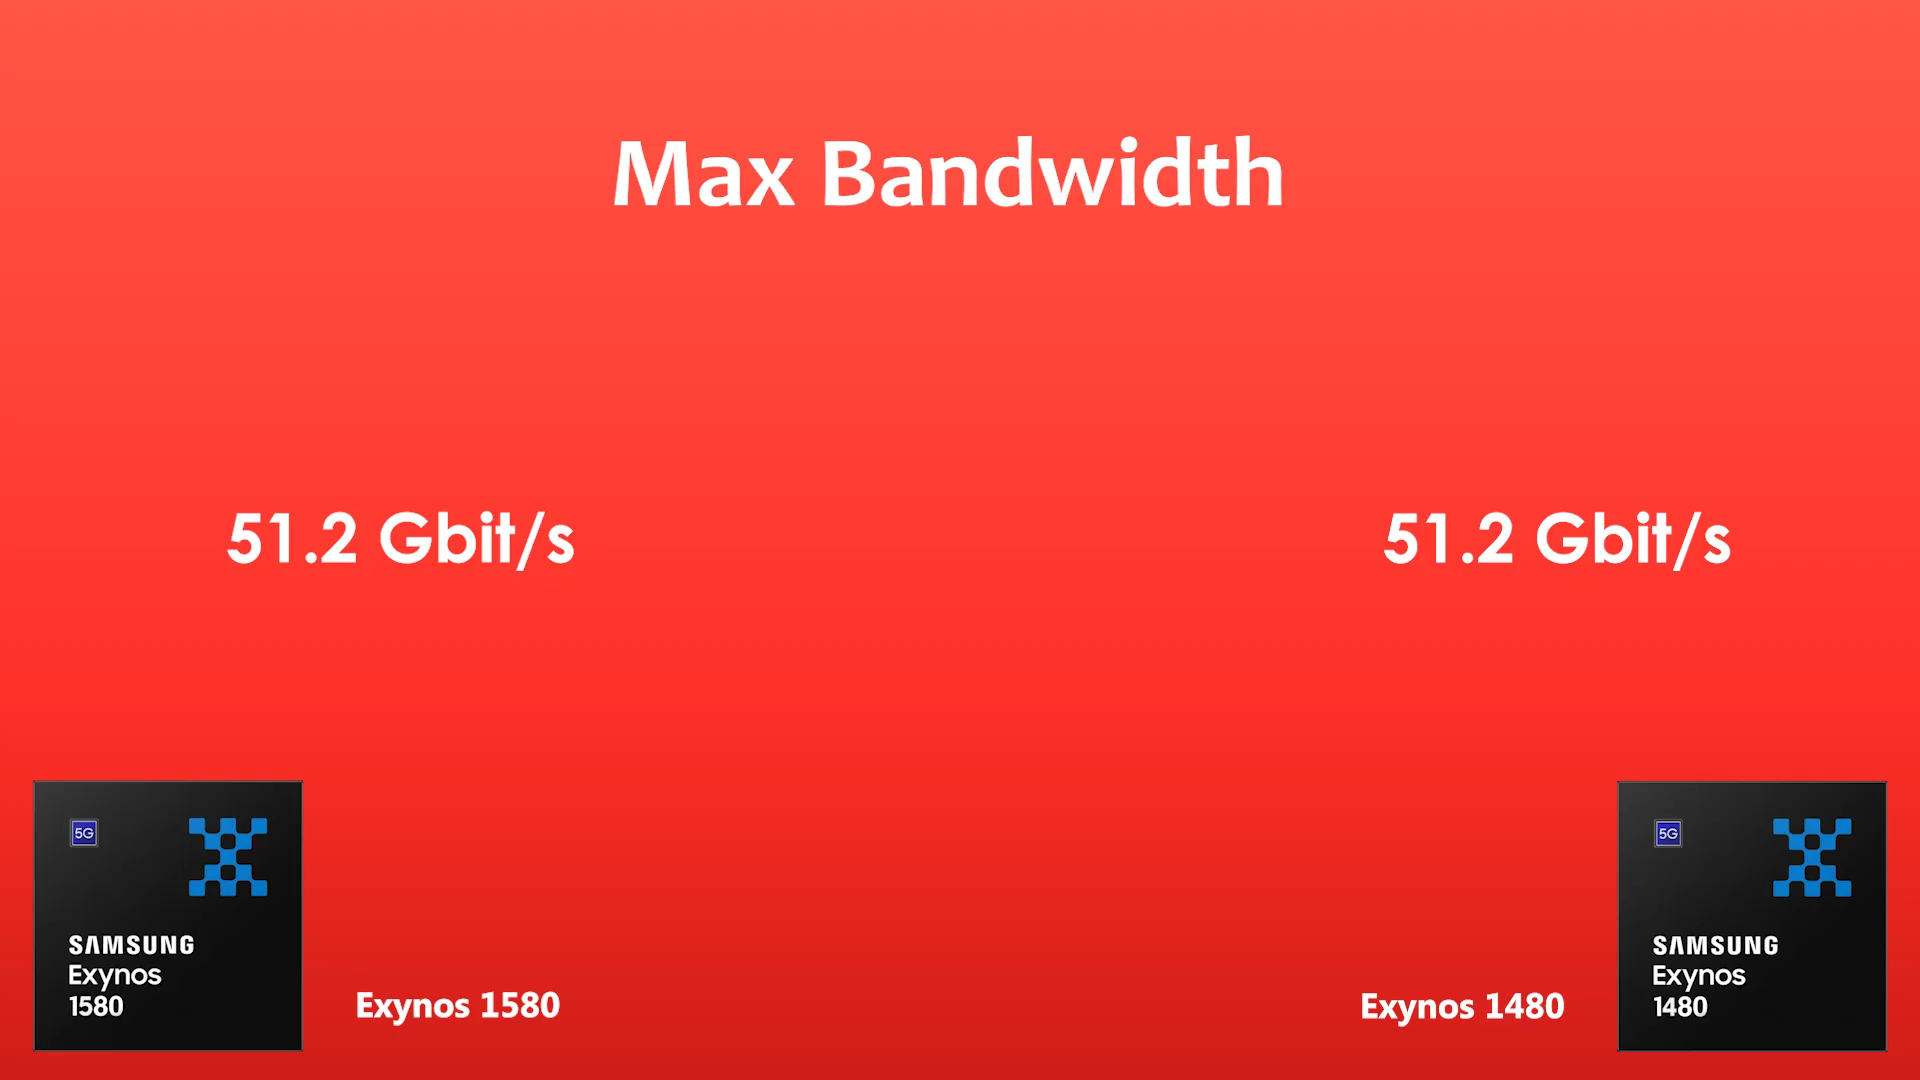 Max Bandwidth
51.2 Gbit/s
51.2 Gbit/s
5G
SAMSUNG
Exynos
1580
Exynos 1580
Exynos 1480
5G
SAMSUNG
Exynos
1480